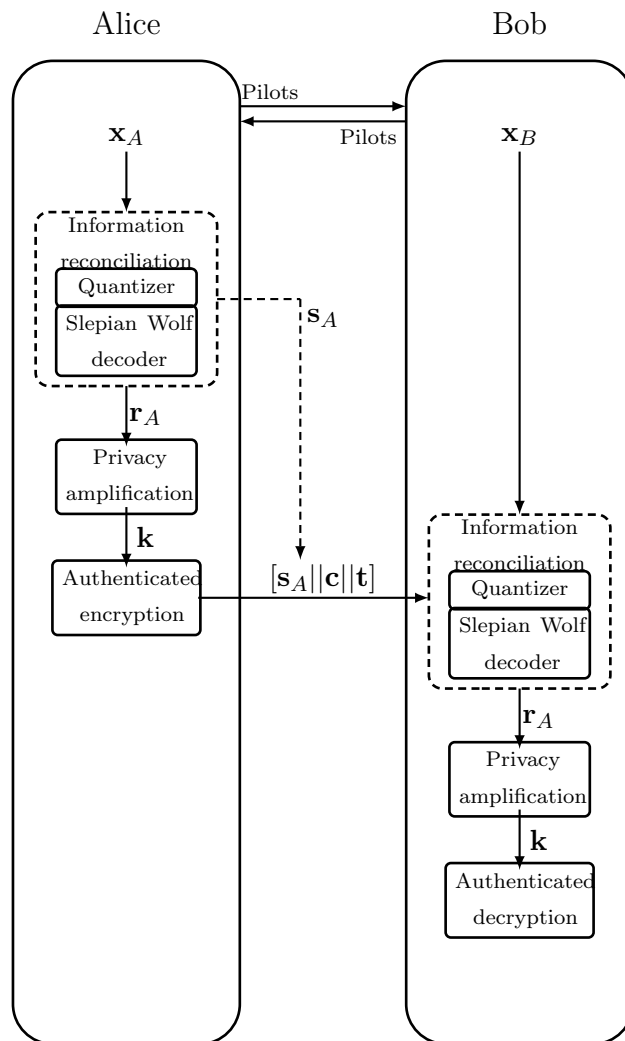 Alice
Bob
Pilots
Pilots
x_A
x_B
Information
reconciliation
Quantizer
Slepian Wolf
decoder
s_A
r_A
Privacy
amplification
k
Authenticated
encryption
[s_A||c||t]
Information
reconciliation
Quantizer
Slepian Wolf
decoder
r_A
Privacy
amplification
k
Authenticated
decryption